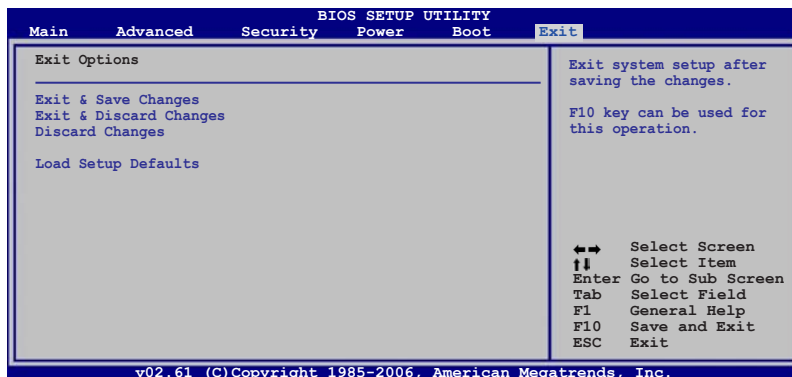 BIOS SETUP UTILITY
Main Advanced Security Power Boot Exit
Exit Options
Exit & Save Changes
Exit & Discard Changes
Discard Changes
Load Setup Defaults
Exit system setup after
saving the changes.
F10 key can be used for
this operation.
←→ Select Screen
↑↓ Select Item
Enter Go to Sub Screen
Tab Select Field
F1 General Help
F10 Save and Exit
ESC Exit
v02.61 (C)Copyright 1985-2006, American Megatrends, Inc.